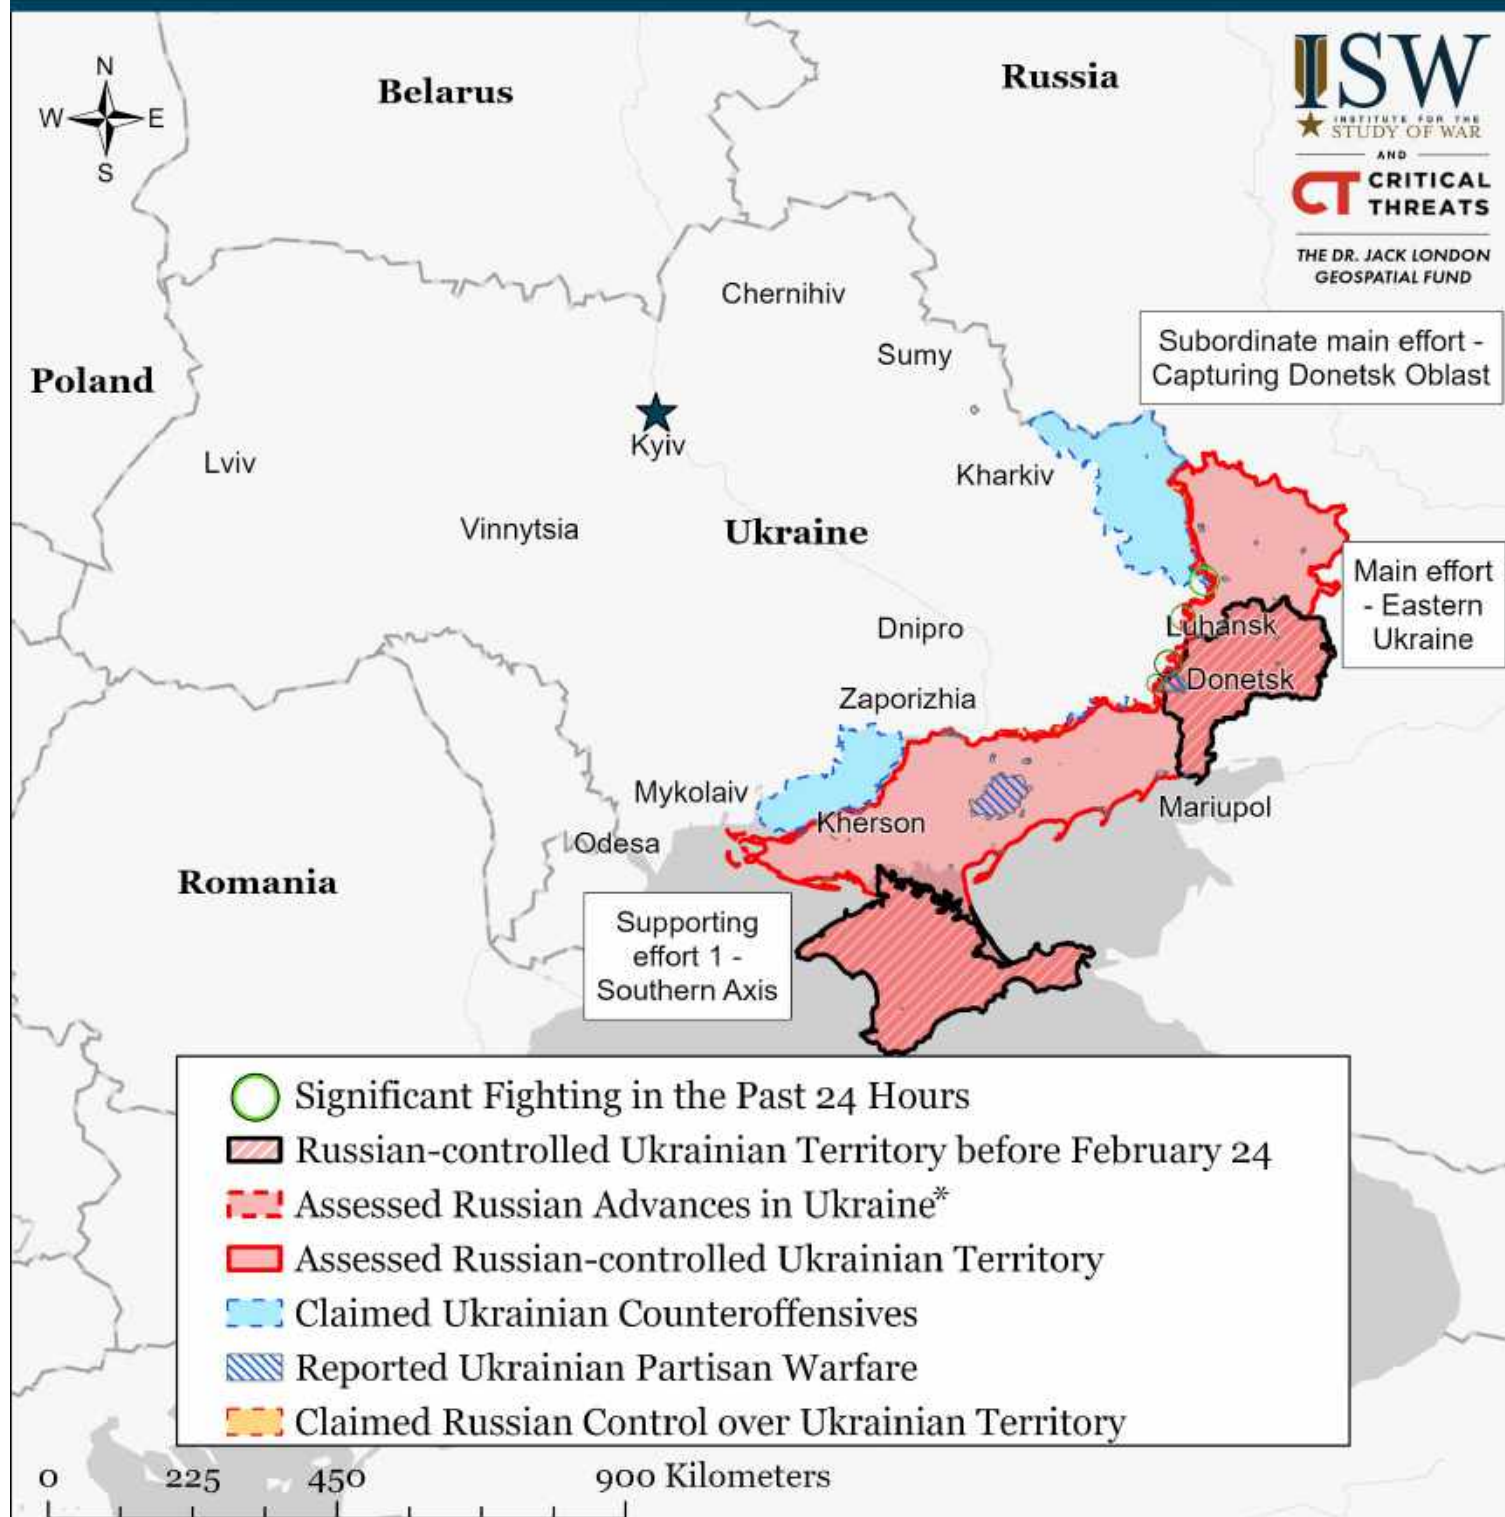 N
W
E
S
Belarus
Russia
ISW
INSTITUTE FOR THE
STUDY OF WAR
AND
CT CRITICAL
THREATS
THE DR. JACK LONDON
GEOSPATIAL FUND
Chernihiv
Sumy
Subordinate main effort -
Capturing Donetsk Oblast
Poland
Kyiv
Lviv
Kharkiv
Vinnytsia
Ukraine
Main effort
- Eastern
Ukraine
Dnipro
Luhansk
Donetsk
Zaporizhia
Mykolaiv
Mariupol
Kherson
Odesa
Romania
Supporting
effort 1 -
Southern Axis
Significant Fighting in the Past 24 Hours
Russian-controlled Ukrainian Territory before February 24
Assessed Russian Advances in Ukraine*
Assessed Russian-controlled Ukrainian Territory
Claimed Ukrainian Counteroffensives
Reported Ukrainian Partisan Warfare
Claimed Russian Control over Ukrainian Territory
0 225 450 900 Kilometers